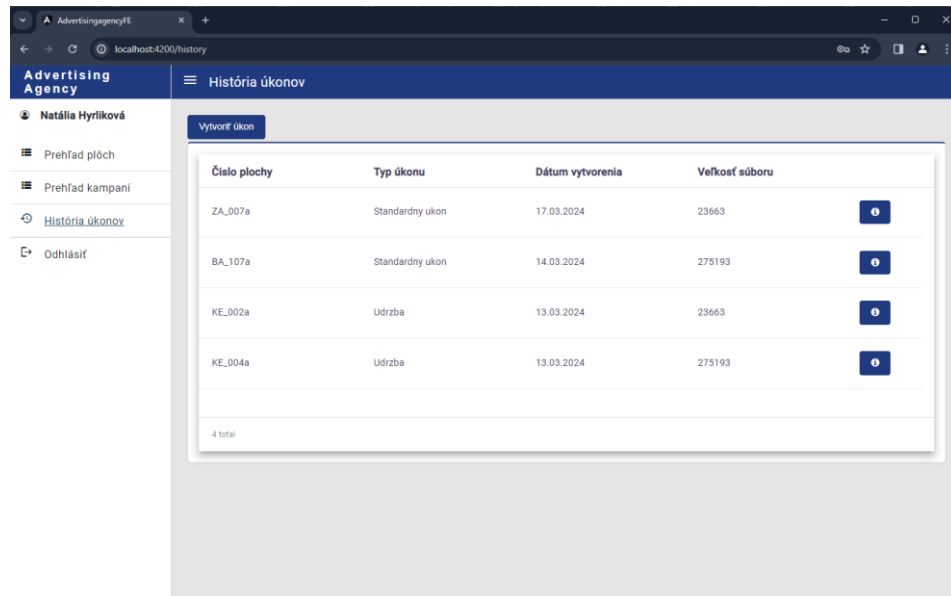 AdvertisingagencyFE
localhost:4200/history
Advertising
Agency
História úkonov
Natália Hyrliková
Prehľad plôch
Prehľad kampaní
História úkonov
Odhlásiť
Vytvoriť úkon
Čislo plochy Typ úkonu Dátum vytvorenia Veľkosť súboru
ZA_007a Standardny ukon 17.03.2024 23663
BA_107a Standardny ukon 14.03.2024 275193
KE_002a Udrzba 13.03.2024 23663
KE_004a Udrzba 13.03.2024 275193
4 total